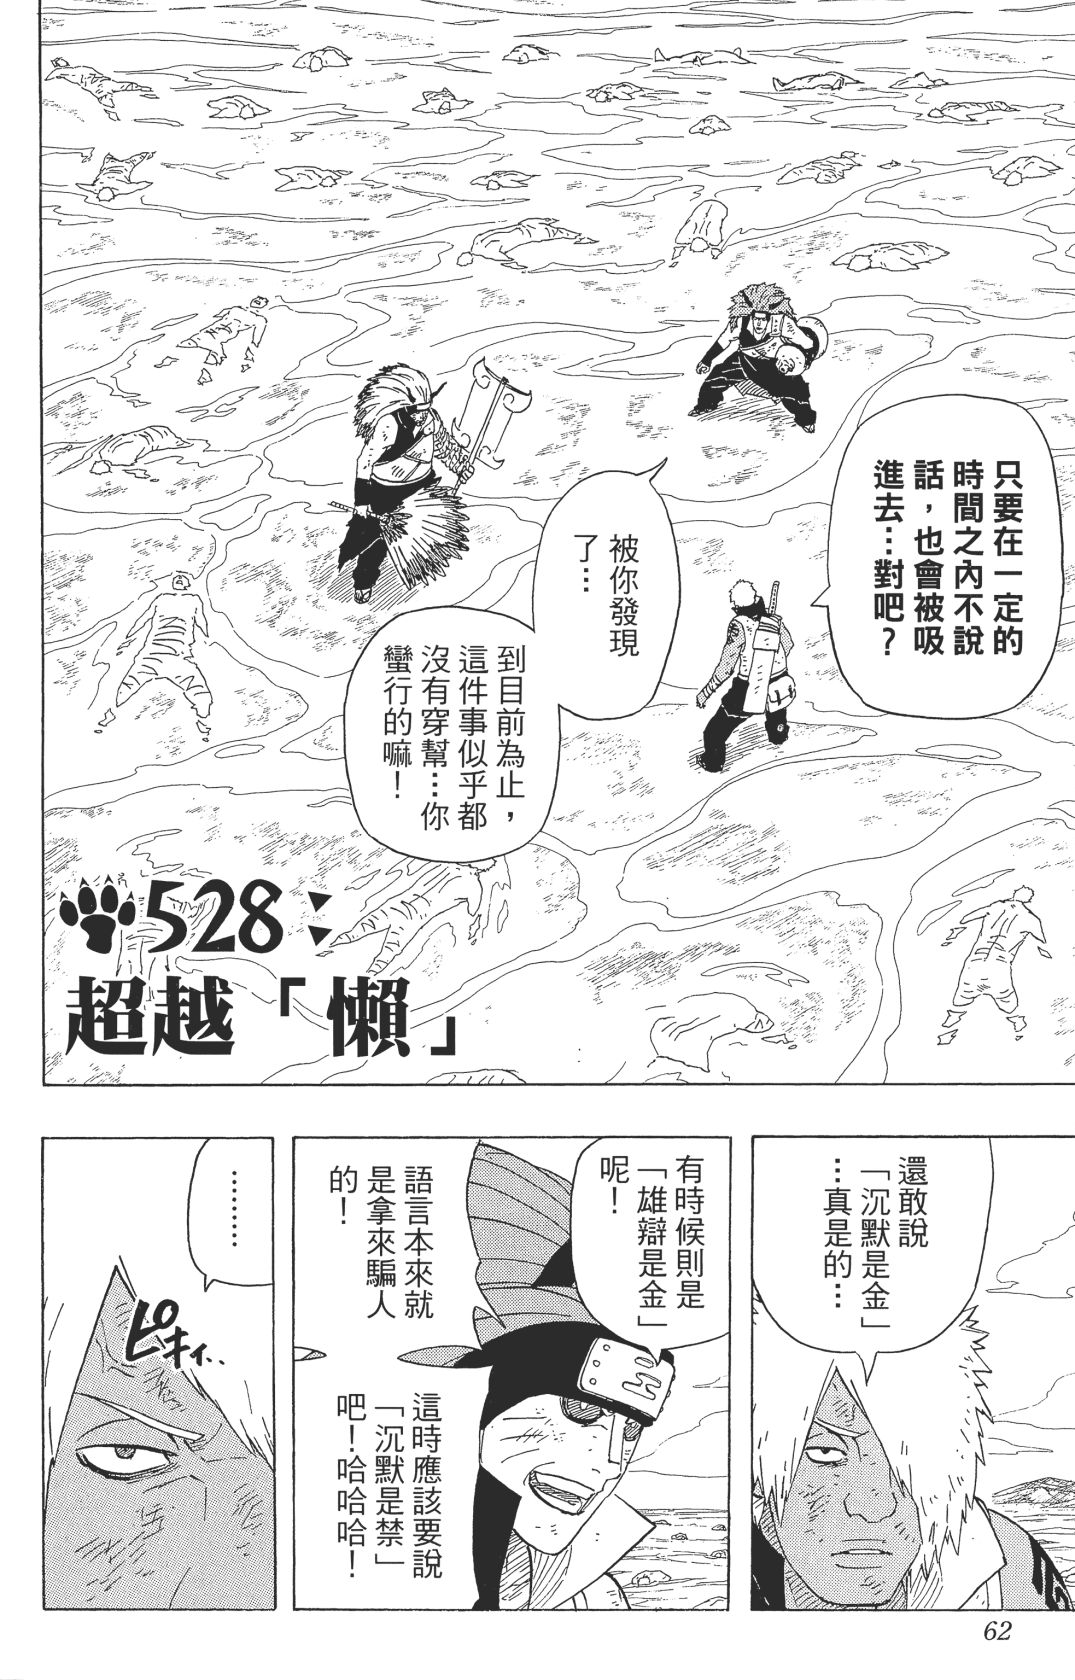 只要在一定的
時間之內不說
話，也會被吸
進去…對吧？
被你發現
了…
到目前為止，
這件事似乎都
沒有穿幫…你
蠻行的嘛！
528：
超越「懶」
還敢說
「沉默是金」
…真是的…
有時候則是
「雄辯是金」
呢！
語言本來就
是拿來騙人
的！
這時應該要說
「沉默是禁」
吧！哈哈哈！
………
ピキィ..
62